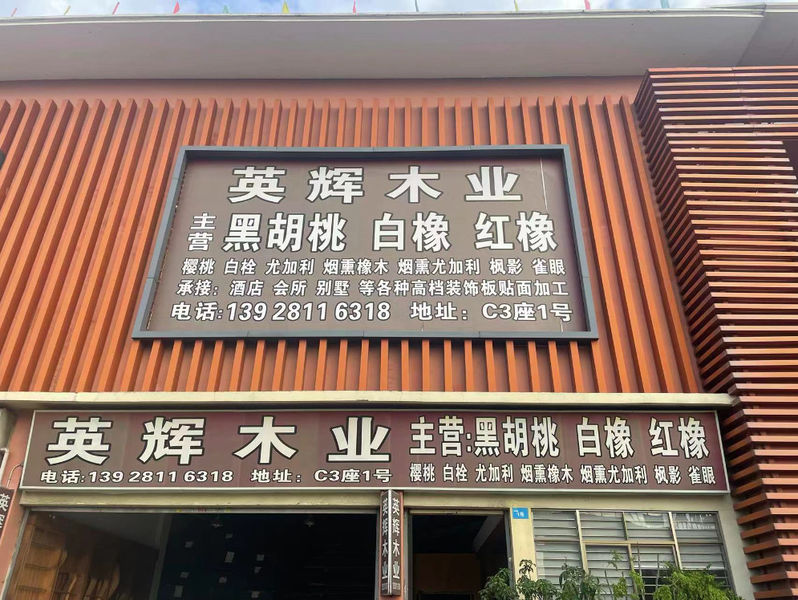 英辉木业
主营 黑胡桃 白橡 红橡
樱桃 白栓 尤加利 烟熏橡木 烟熏尤加利 枫影 雀眼
承接：酒店 会所 别墅 等各种高档装饰板贴面加工
电话:139 2811 6318 地址：C3座1号
英辉木业 主营:黑胡桃 白橡 红橡
电话:139 2811 6318 地址：C3座1号 樱桃 白栓 尤加利 烟熏橡木 烟熏尤加利 枫影 雀眼
英辉木业
英辉木业
英辉